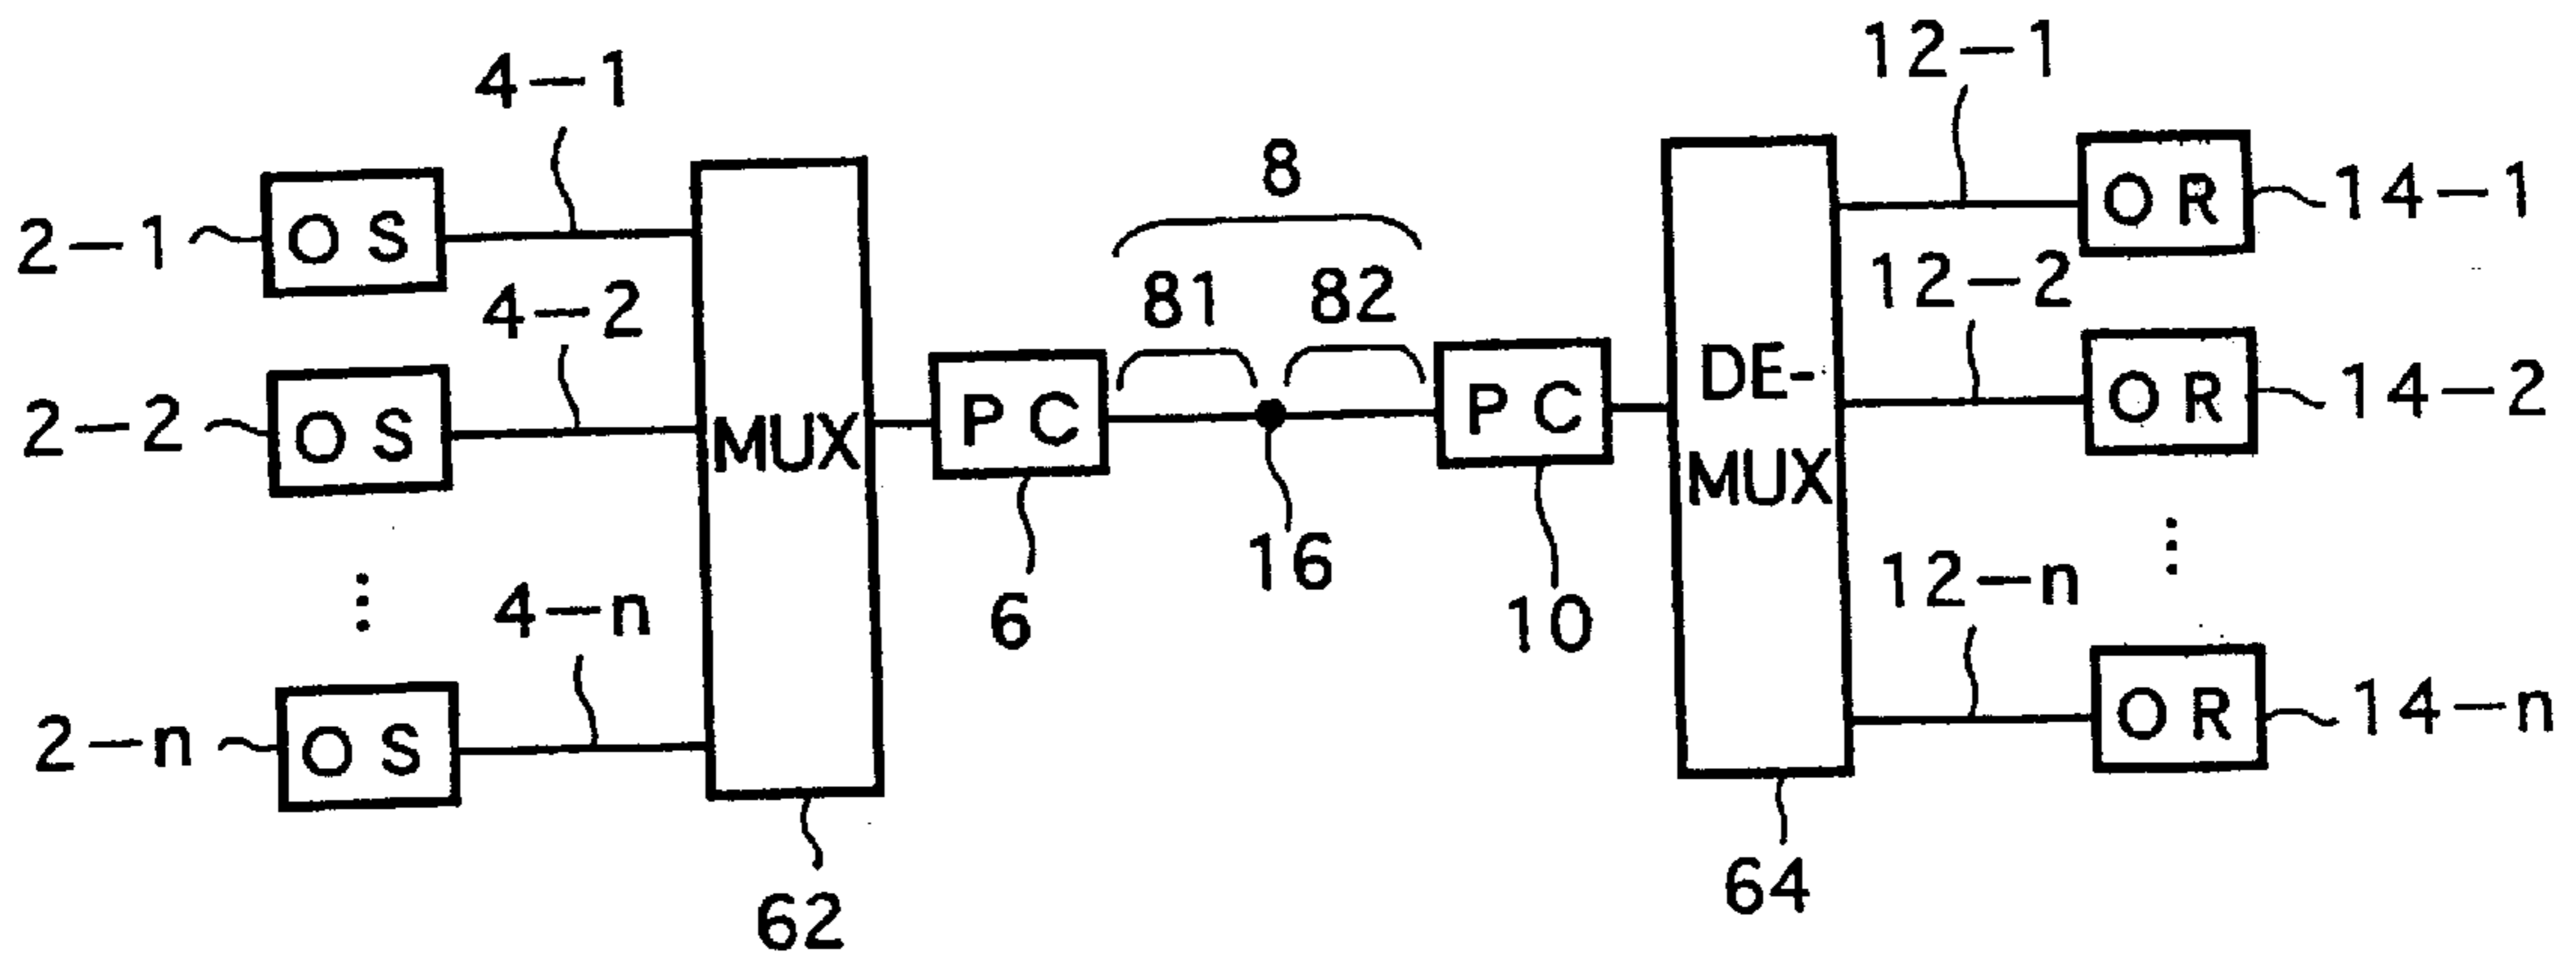 4-1
12-1
8
2-1
OS
OR
14-1
4-2
81
82
12-2
2-2
OS
MUX
PC
PC
DE-
MUX
OR
14-2
16
4-n
6
10
12-n
2-n
OS
OR
14-n
62
64